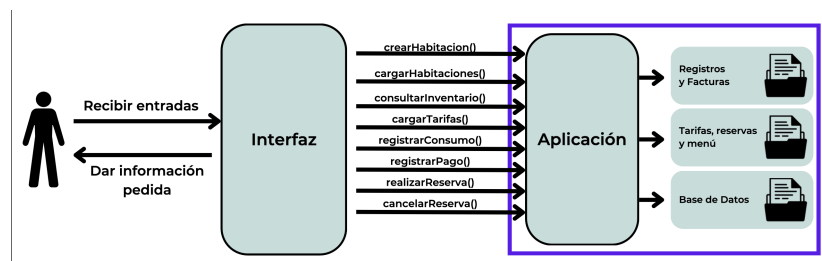 Recibir entradas
Dar información
pedida
Interfaz
crearHabitacion()
cargarHabitaciones()
consultarInventario()
cargarTarifas()
registrarConsumo()
registrarPago()
realizarReserva()
cancelarReserva()
Aplicación
Registros
y Facturas
Tarifas, reservas
y menú
Base de Datos